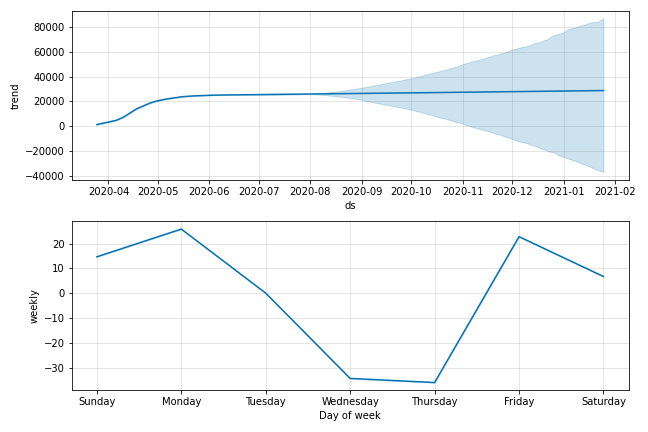 80000
60000
40000
20000
0
−20000
−40000
trend
2020-04 2020-05 2020-06 2020-07 2020-08 2020-09 2020-10 2020-11 2020-12 2021-01 2021-02
ds
20
10
0
−10
−20
−30
weekly
Sunday Monday Tuesday Wednesday Thursday Friday Saturday
Day of week